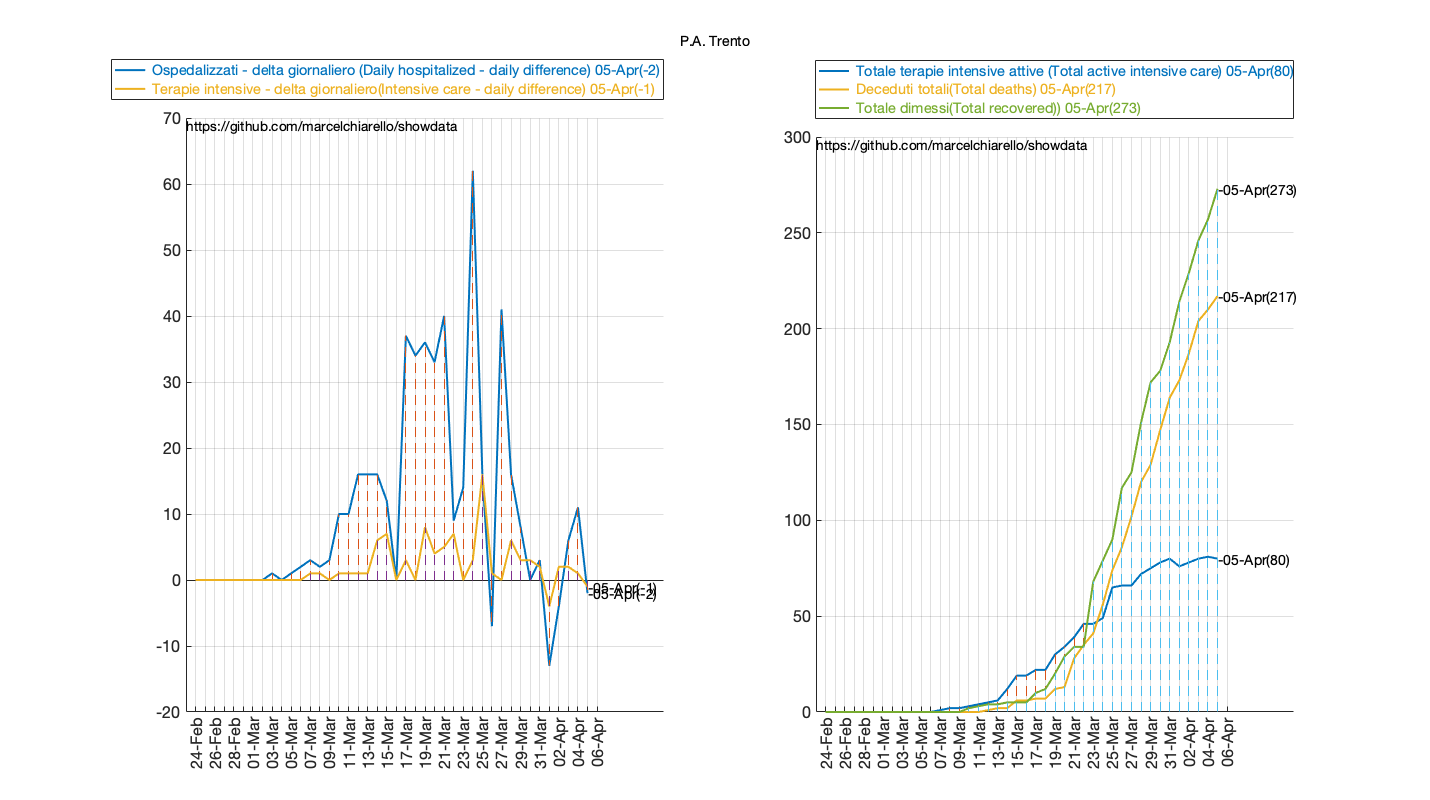 P.A. Trento
Ospedalizzati - delta giornaliero (Daily hospitalized - daily difference) 05-Apr(-2)
Terapie intensive - delta giornaliero(Intensive care - daily difference) 05-Apr(-1)
70
https://github.com/marcelchiarello/showdata
60
50
40
30
20
10
0
-05-Apr(-1)
-05-Apr(-2)
-10
-20
24-Feb
26-Feb
28-Feb
01-Mar
03-Mar
05-Mar
07-Mar
09-Mar
11-Mar
13-Mar
15-Mar
17-Mar
19-Mar
21-Mar
23-Mar
25-Mar
27-Mar
29-Mar
31-Mar
02-Apr
04-Apr
06-Apr
Totale terapie intensive attive (Total active intensive care) 05-Apr(80)
Deceduti totali(Total deaths) 05-Apr(217)
Totale dimessi(Total recovered)) 05-Apr(273)
300
https://github.com/marcelchiarello/showdata
-05-Apr(273)
250
-05-Apr(217)
200
150
100
-05-Apr(80)
50
0
24-Feb
26-Feb
28-Feb
01-Mar
03-Mar
05-Mar
07-Mar
09-Mar
11-Mar
13-Mar
15-Mar
17-Mar
19-Mar
21-Mar
23-Mar
25-Mar
27-Mar
29-Mar
31-Mar
02-Apr
04-Apr
06-Apr